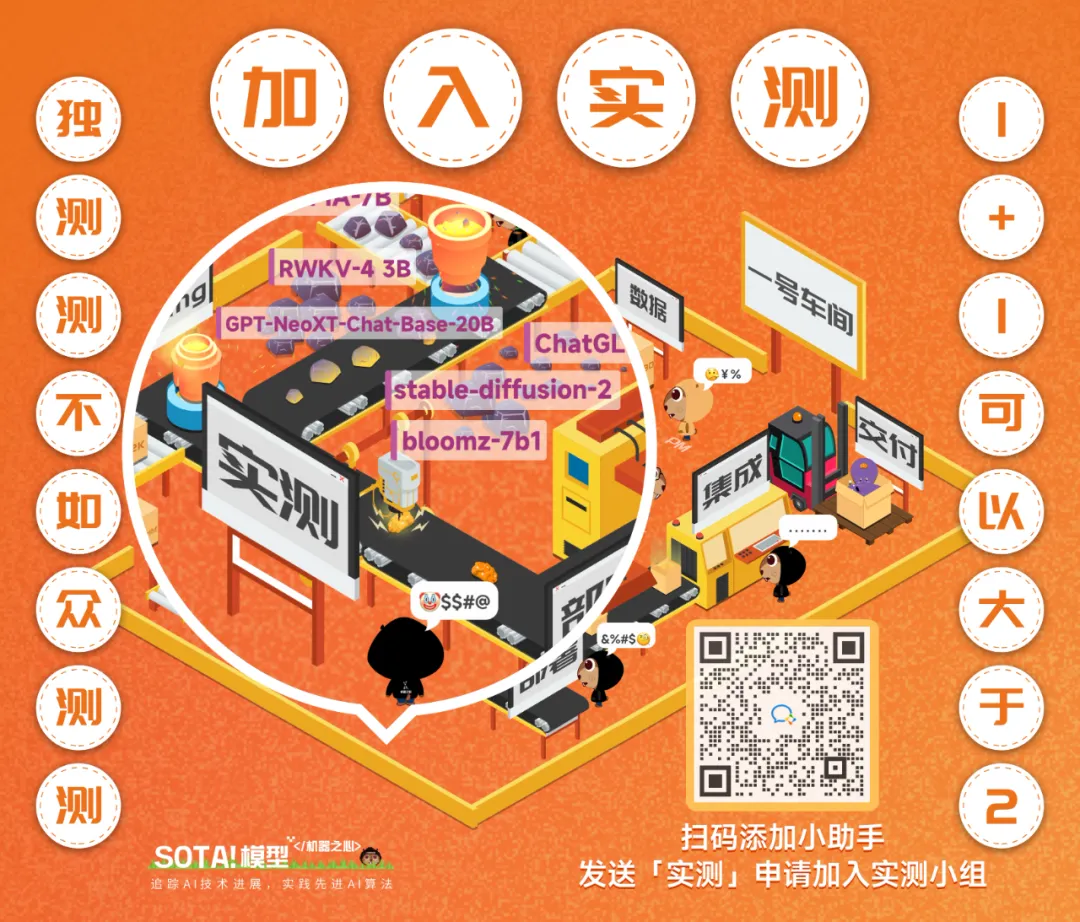 加入实测
独测测不如众测测
1+1可以大于2
RWKV-4 3B
GPT-NeoXT-Chat-Base-20B
ChatGL
stable-diffusion-2
bloomz-7b1
实测
数据
一号车间
¥%
PM
集成
交付
.......
$$#@
&%#$
SOTA!模型
</机器之心>
追踪AI技术进展，实践先进AI算法
扫码添加小助手
发送「实测」申请加入实测小组